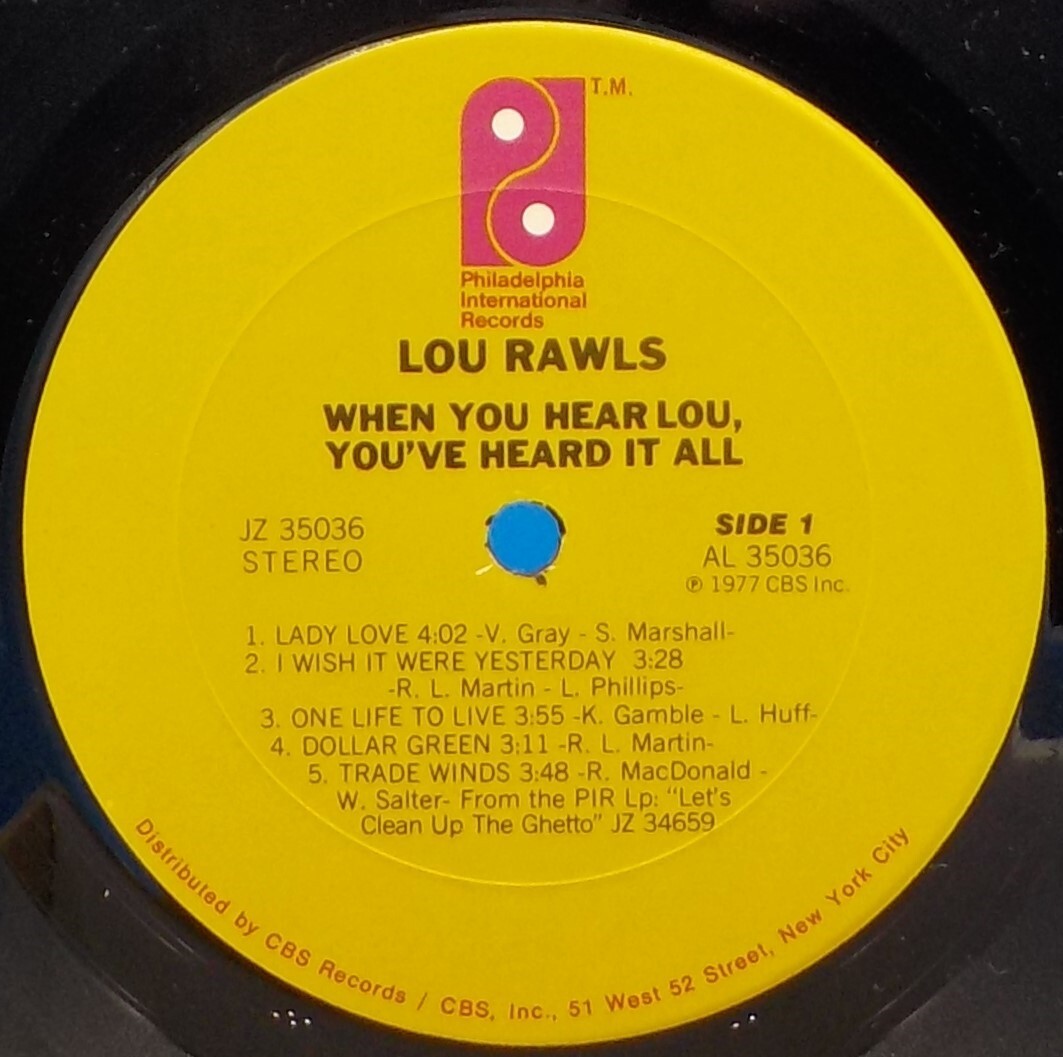 T.M.
Philadelphia
International
Records
LOU RAWLS
WHEN YOU HEAR LOU,
YOU'VE HEARD IT ALL
JZ 35036
STEREO
SIDE 1
AL 35036
℗ 1977 CBS Inc.
1. LADY LOVE 4:02 -V. Gray - S. Marshall-
2. I WISH IT WERE YESTERDAY 3:28
-R. L. Martin - L. Phillips-
3. ONE LIFE TO LIVE 3:55 -K. Gamble - L. Huff-
4. DOLLAR GREEN 3:11 -R. L. Martin-
5. TRADE WINDS 3:48 -R. MacDonald -
W. Salter- From the PIR Lp: "Let's
Clean Up The Ghetto" JZ 34659
Distributed by CBS Records / CBS, Inc., 51 West 52 Street, New York City